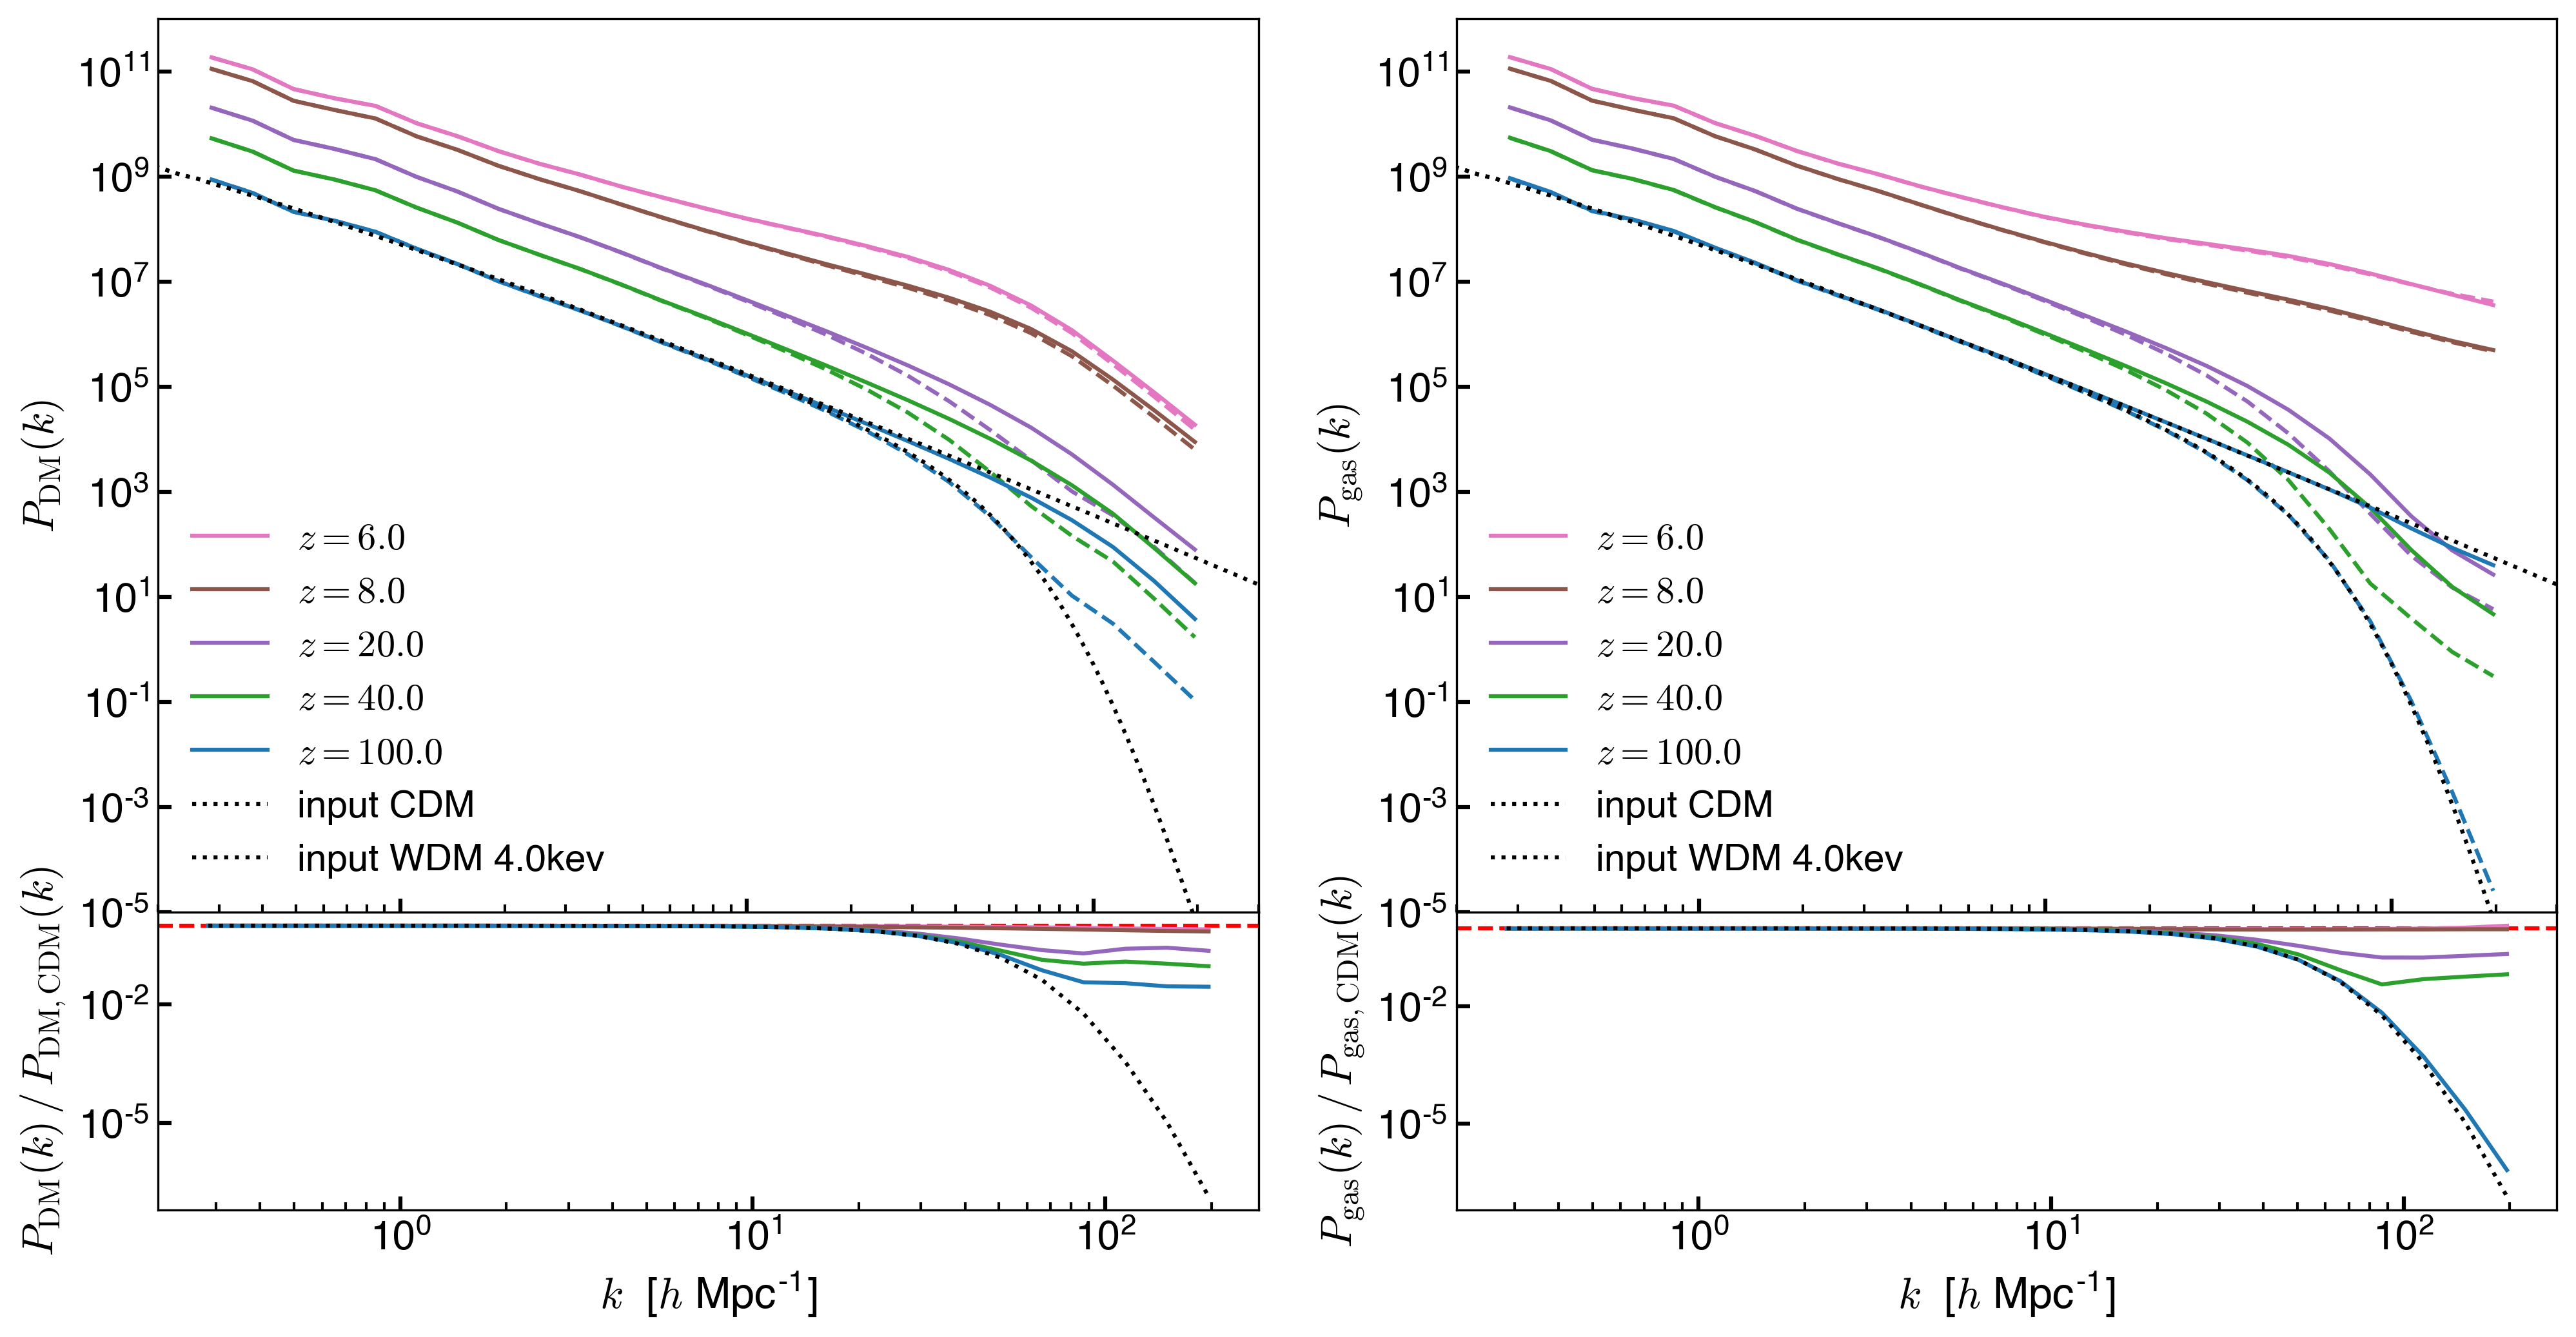 10^11
10^9
10^7
10^5
10^3
10^1
10^-1
10^-3
10^-5
P_DM(k)
z = 6.0
z = 8.0
z = 20.0
z = 40.0
z = 100.0
input CDM
input WDM 4.0kev
10^-2
10^-5
P_DM(k) / P_DM, CDM(k)
10^0 10^1 10^2
k [h Mpc^-1]
10^11
10^9
10^7
10^5
10^3
10^1
10^-1
10^-3
10^-5
P_gas(k)
z = 6.0
z = 8.0
z = 20.0
z = 40.0
z = 100.0
input CDM
input WDM 4.0kev
10^-2
10^-5
P_gas(k) / P_gas, CDM(k)
10^0 10^1 10^2
k [h Mpc^-1]